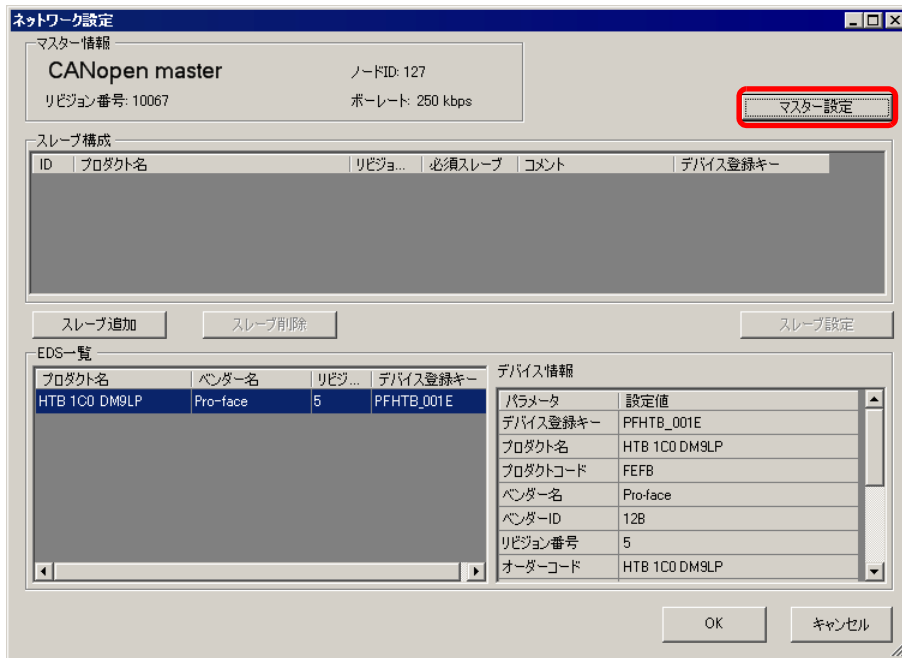 ネットワーク設定
マスター情報
CANopen master
ノードID: 127
リビジョン番号: 10067
ボーレート: 250 kbps
マスター設定
スレーブ構成
ID プロダクト名 リビジョ... 必須スレーブ コメント デバイス登録キー
スレーブ追加 スレーブ削除 スレーブ設定
EDS一覧
プロダクト名 ベンダー名 リビジ... デバイス登録キー
HTB 1C0 DM9LP Pro-face 5 PFHTB_001E
デバイス情報
パラメータ 設定値
デバイス登録キー PFHTB_001E
プロダクト名 HTB 1C0 DM9LP
プロダクトコード FEFB
ベンダー名 Pro-face
ベンダーID 12B
リビジョン番号 5
オーダーコード HTB 1C0 DM9LP
OK キャンセル